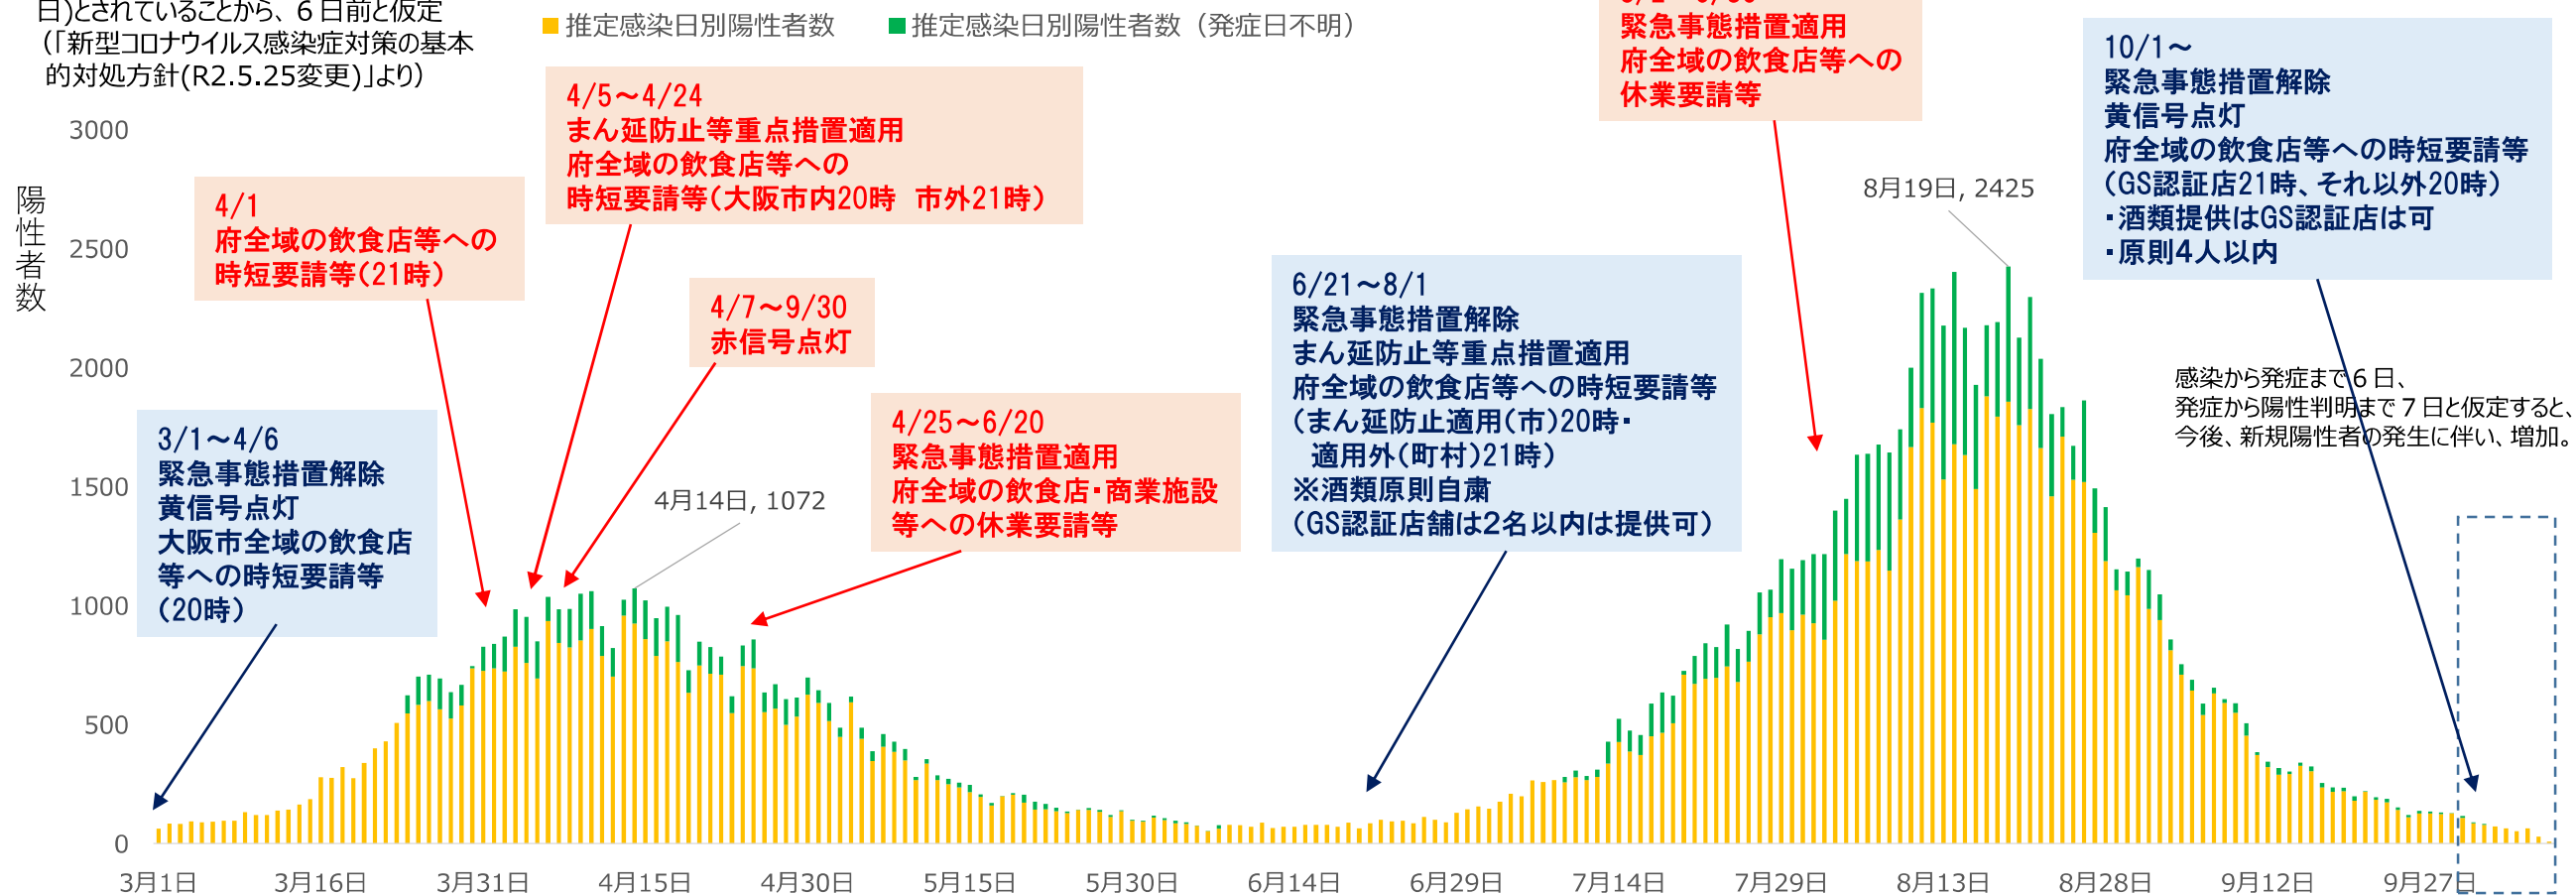 日)とされていることから、６日前と仮定
(「新型コロナウイルス感染症対策の基本
的対処方針(R2.5.25変更)」より)
推定感染日別陽性者数
推定感染日別陽性者数（発症日不明）
陽性者数
3000
2500
2000
1500
1000
500
0
3/1～4/6
緊急事態措置解除
黄信号点灯
大阪市全域の飲食店
等への時短要請等
(20時)
4/1
府全域の飲食店等への
時短要請等(21時)
4/5～4/24
まん延防止等重点措置適用
府全域の飲食店等への
時短要請等(大阪市内20時　市外21時)
4/7～9/30
赤信号点灯
4月14日, 1072
4/25～6/20
緊急事態措置適用
府全域の飲食店・商業施設
等への休業要請等
6/21～8/1
緊急事態措置解除
まん延防止等重点措置適用
府全域の飲食店等への時短要請等
(まん延防止適用(市)20時・
適用外(町村)21時)
※酒類原則自粛
(GS認証店舗は2名以内は提供可)
緊急事態措置適用
府全域の飲食店等への
休業要請等
8月19日, 2425
10/1～
緊急事態措置解除
黄信号点灯
府全域の飲食店等への時短要請等
(GS認証店21時、それ以外20時)
・酒類提供はGS認証店は可
・原則4人以内
感染から発症まで６日、
発症から陽性判明まで７日と仮定すると、
今後、新規陽性者の発生に伴い、増加。
3月1日
3月16日
3月31日
4月15日
4月30日
5月15日
5月30日
6月14日
6月29日
7月14日
7月29日
8月13日
8月28日
9月12日
9月27日